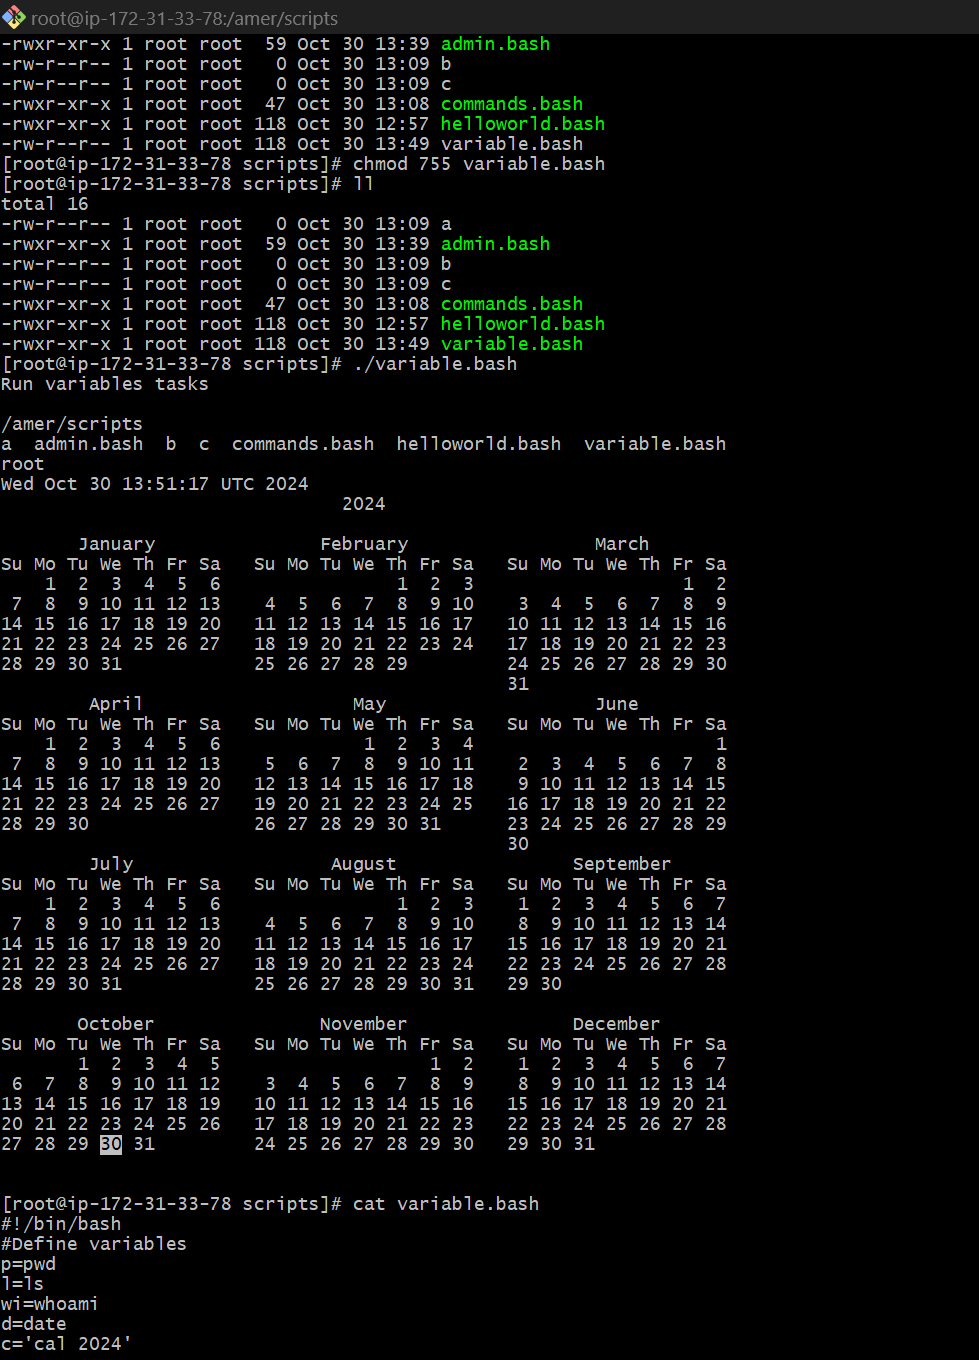 root@ip-172-31-33-78:/amer/scripts
-rwxr-xr-x 1 root root  59 Oct 30 13:39 admin.bash
-rw-r--r-- 1 root root   0 Oct 30 13:09 b
-rw-r--r-- 1 root root   0 Oct 30 13:09 c
-rwxr-xr-x 1 root root  47 Oct 30 13:08 commands.bash
-rwxr-xr-x 1 root root 118 Oct 30 12:57 helloworld.bash
-rw-r--r-- 1 root root 118 Oct 30 13:49 variable.bash
[root@ip-172-31-33-78 scripts]# chmod 755 variable.bash
[root@ip-172-31-33-78 scripts]# ll
total 16
-rw-r--r-- 1 root root   0 Oct 30 13:09 a
-rwxr-xr-x 1 root root  59 Oct 30 13:39 admin.bash
-rw-r--r-- 1 root root   0 Oct 30 13:09 b
-rw-r--r-- 1 root root   0 Oct 30 13:09 c
-rwxr-xr-x 1 root root  47 Oct 30 13:08 commands.bash
-rwxr-xr-x 1 root root 118 Oct 30 12:57 helloworld.bash
-rwxr-xr-x 1 root root 118 Oct 30 13:49 variable.bash
[root@ip-172-31-33-78 scripts]# ./variable.bash
Run variables tasks
/amer/scripts
a  admin.bash  b  c  commands.bash  helloworld.bash  variable.bash
root
Wed Oct 30 13:51:17 UTC 2024
                               2024
       January               February                 March
Su Mo Tu We Th Fr Sa   Su Mo Tu We Th Fr Sa   Su Mo Tu We Th Fr Sa
    1  2  3  4  5  6                1  2  3                   1  2
 7  8  9 10 11 12 13    4  5  6  7  8  9 10    3  4  5  6  7  8  9
14 15 16 17 18 19 20   11 12 13 14 15 16 17   10 11 12 13 14 15 16
21 22 23 24 25 26 27   18 19 20 21 22 23 24   17 18 19 20 21 22 23
28 29 30 31            25 26 27 28 29         24 25 26 27 28 29 30
                                              31
        April                   May                   June
Su Mo Tu We Th Fr Sa   Su Mo Tu We Th Fr Sa   Su Mo Tu We Th Fr Sa
    1  2  3  4  5  6             1  2  3  4                      1
 7  8  9 10 11 12 13    5  6  7  8  9 10 11    2  3  4  5  6  7  8
14 15 16 17 18 19 20   12 13 14 15 16 17 18    9 10 11 12 13 14 15
21 22 23 24 25 26 27   19 20 21 22 23 24 25   16 17 18 19 20 21 22
28 29 30               26 27 28 29 30 31      23 24 25 26 27 28 29
                                              30
        July                  August                September
Su Mo Tu We Th Fr Sa   Su Mo Tu We Th Fr Sa   Su Mo Tu We Th Fr Sa
    1  2  3  4  5  6                1  2  3    1  2  3  4  5  6  7
 7  8  9 10 11 12 13    4  5  6  7  8  9 10    8  9 10 11 12 13 14
14 15 16 17 18 19 20   11 12 13 14 15 16 17   15 16 17 18 19 20 21
21 22 23 24 25 26 27   18 19 20 21 22 23 24   22 23 24 25 26 27 28
28 29 30 31            25 26 27 28 29 30 31   29 30
       October               November               December
Su Mo Tu We Th Fr Sa   Su Mo Tu We Th Fr Sa   Su Mo Tu We Th Fr Sa
       1  2  3  4  5                   1  2    1  2  3  4  5  6  7
 6  7  8  9 10 11 12    3  4  5  6  7  8  9    8  9 10 11 12 13 14
13 14 15 16 17 18 19   10 11 12 13 14 15 16   15 16 17 18 19 20 21
20 21 22 23 24 25 26   17 18 19 20 21 22 23   22 23 24 25 26 27 28
27 28 29 30 31         24 25 26 27 28 29 30   29 30 31
[root@ip-172-31-33-78 scripts]# cat variable.bash
#!/bin/bash
#Define variables
p=pwd
l=ls
wi=whoami
d=date
c='cal 2024'